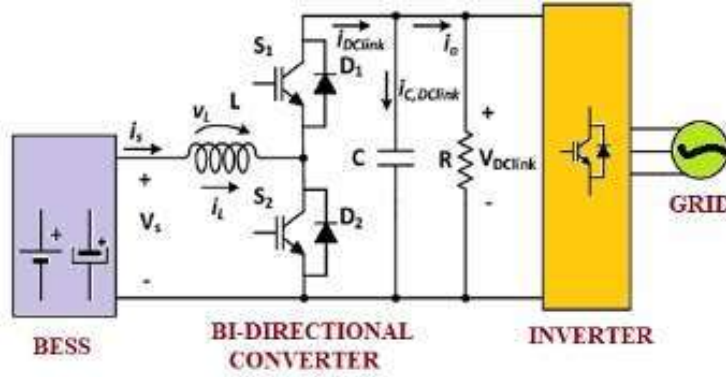 i_DClink
i_o
S₁
D₁
i_C,DClink
v_L
L
i_s
+
+
C
R
V_DClink
GRID
V_s
i_L
S₂
D₂
-
+
+
-
BESS
BI-DIRECTIONAL
CONVERTER
INVERTER